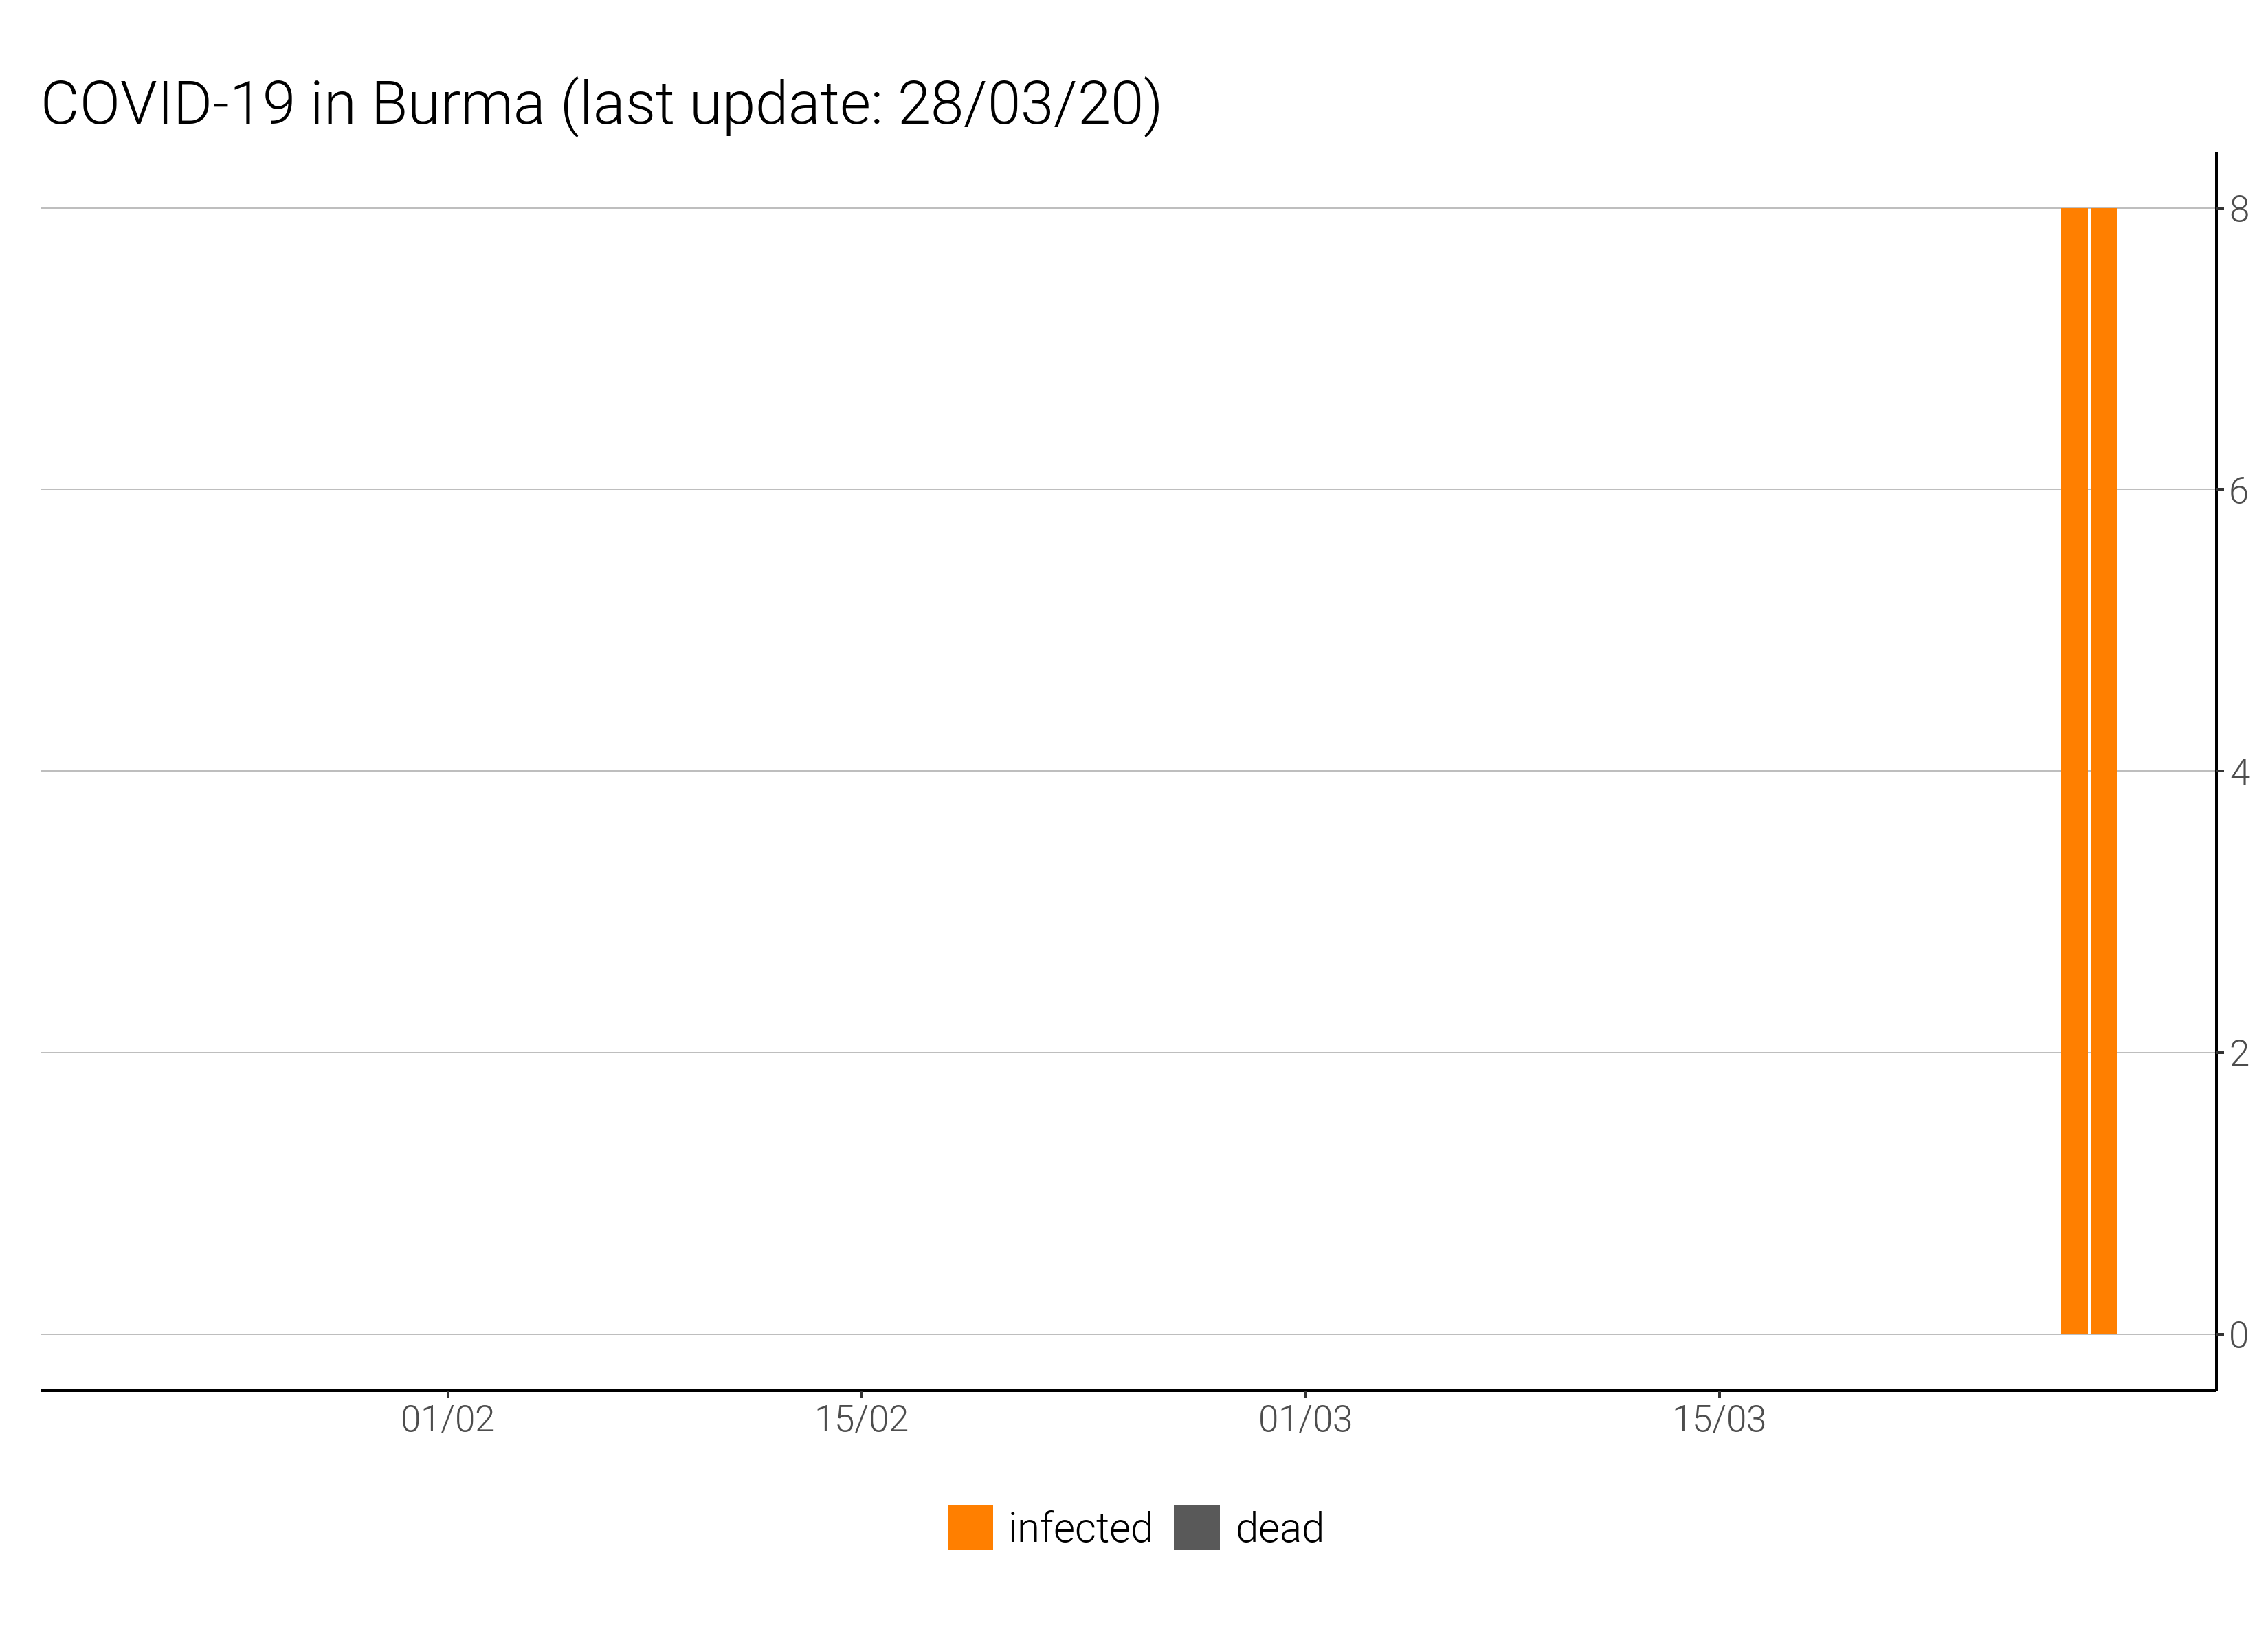 COVID-19 in Burma (last update: 28/03/20)
8
6
4
2
0
01/02 15/02 01/03 15/03
infected dead